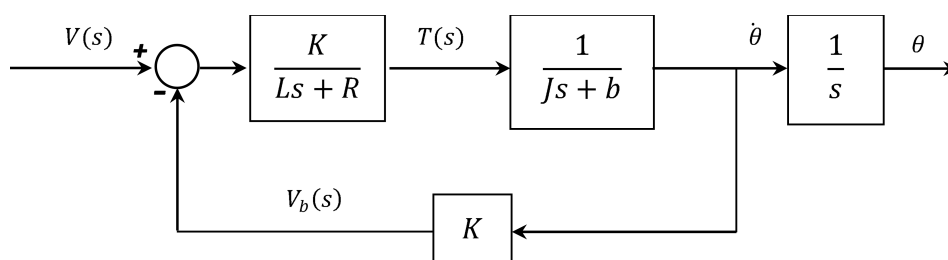 V(s)
+
-
K
Ls + R
T(s)
1
Js + b
θ̇
1
s
θ
V_b(s)
K